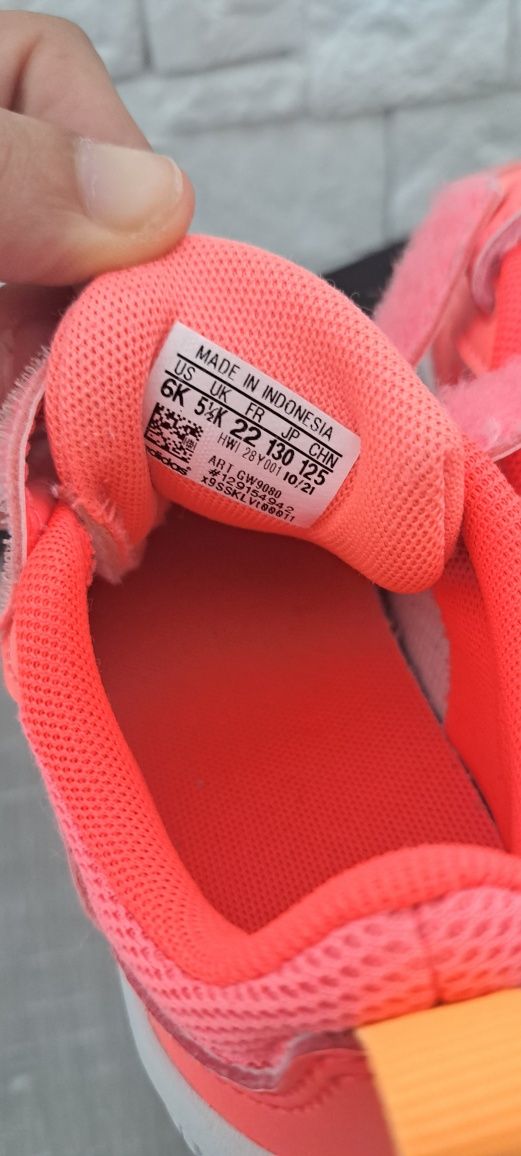 MADE IN INDONESIA
US UK FR JP CHN
6K 5½K 22 130 125
HWI 28Y001 10/21
ART GW9080
#129154942
adidas